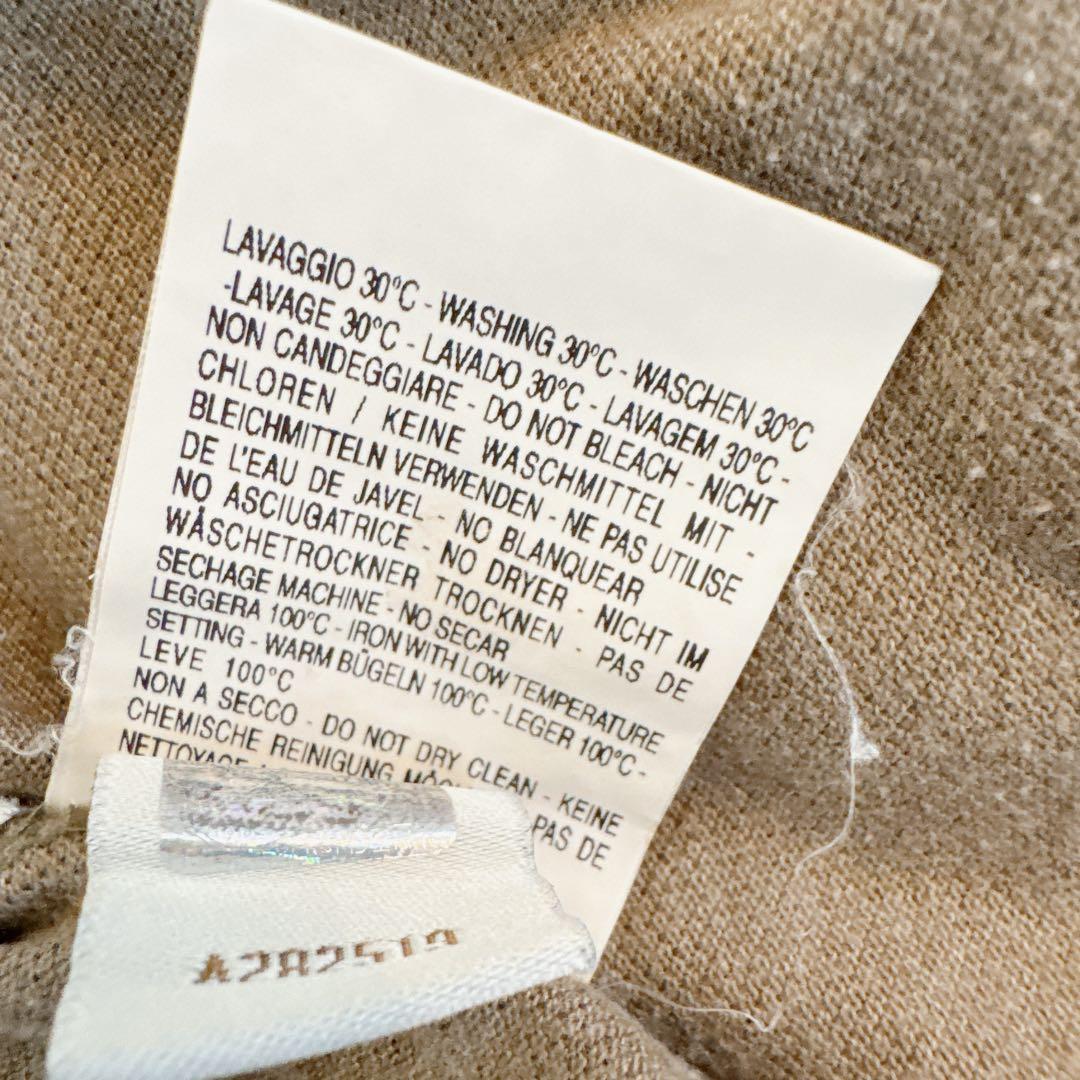 LAVAGGIO 30°C - WASHING 30°C - WASCHEN 30°C
-LAVAGE 30°C - LAVADO 30°C - LAVAGEM 30°C -
NON CANDEGGIARE - DO NOT BLEACH - NICHT
CHLOREN / KEINE WASCHMITTEL MIT -
BLEICHMITTELN VERWENDEN - NE PAS UTILISE
DE L'EAU DE JAVEL - NO BLANQUEAR
NO ASCIUGATRICE - NO DRYER - NICHT IM
WÄSCHETROCKNER TROCKNEN - PAS DE
SECHAGE MACHINE - NO SECAR
LEGGERA 100°C - IRON WITH LOW TEMPERATURE
SETTING - WARM BÜGELN 100°C - LEGER 100°C -
LEVE 100°C
NON A SECCO - DO NOT DRY CLEAN - KEINE
CHEMISCHE REINIGUNG PAS DE
NETTOYAGE